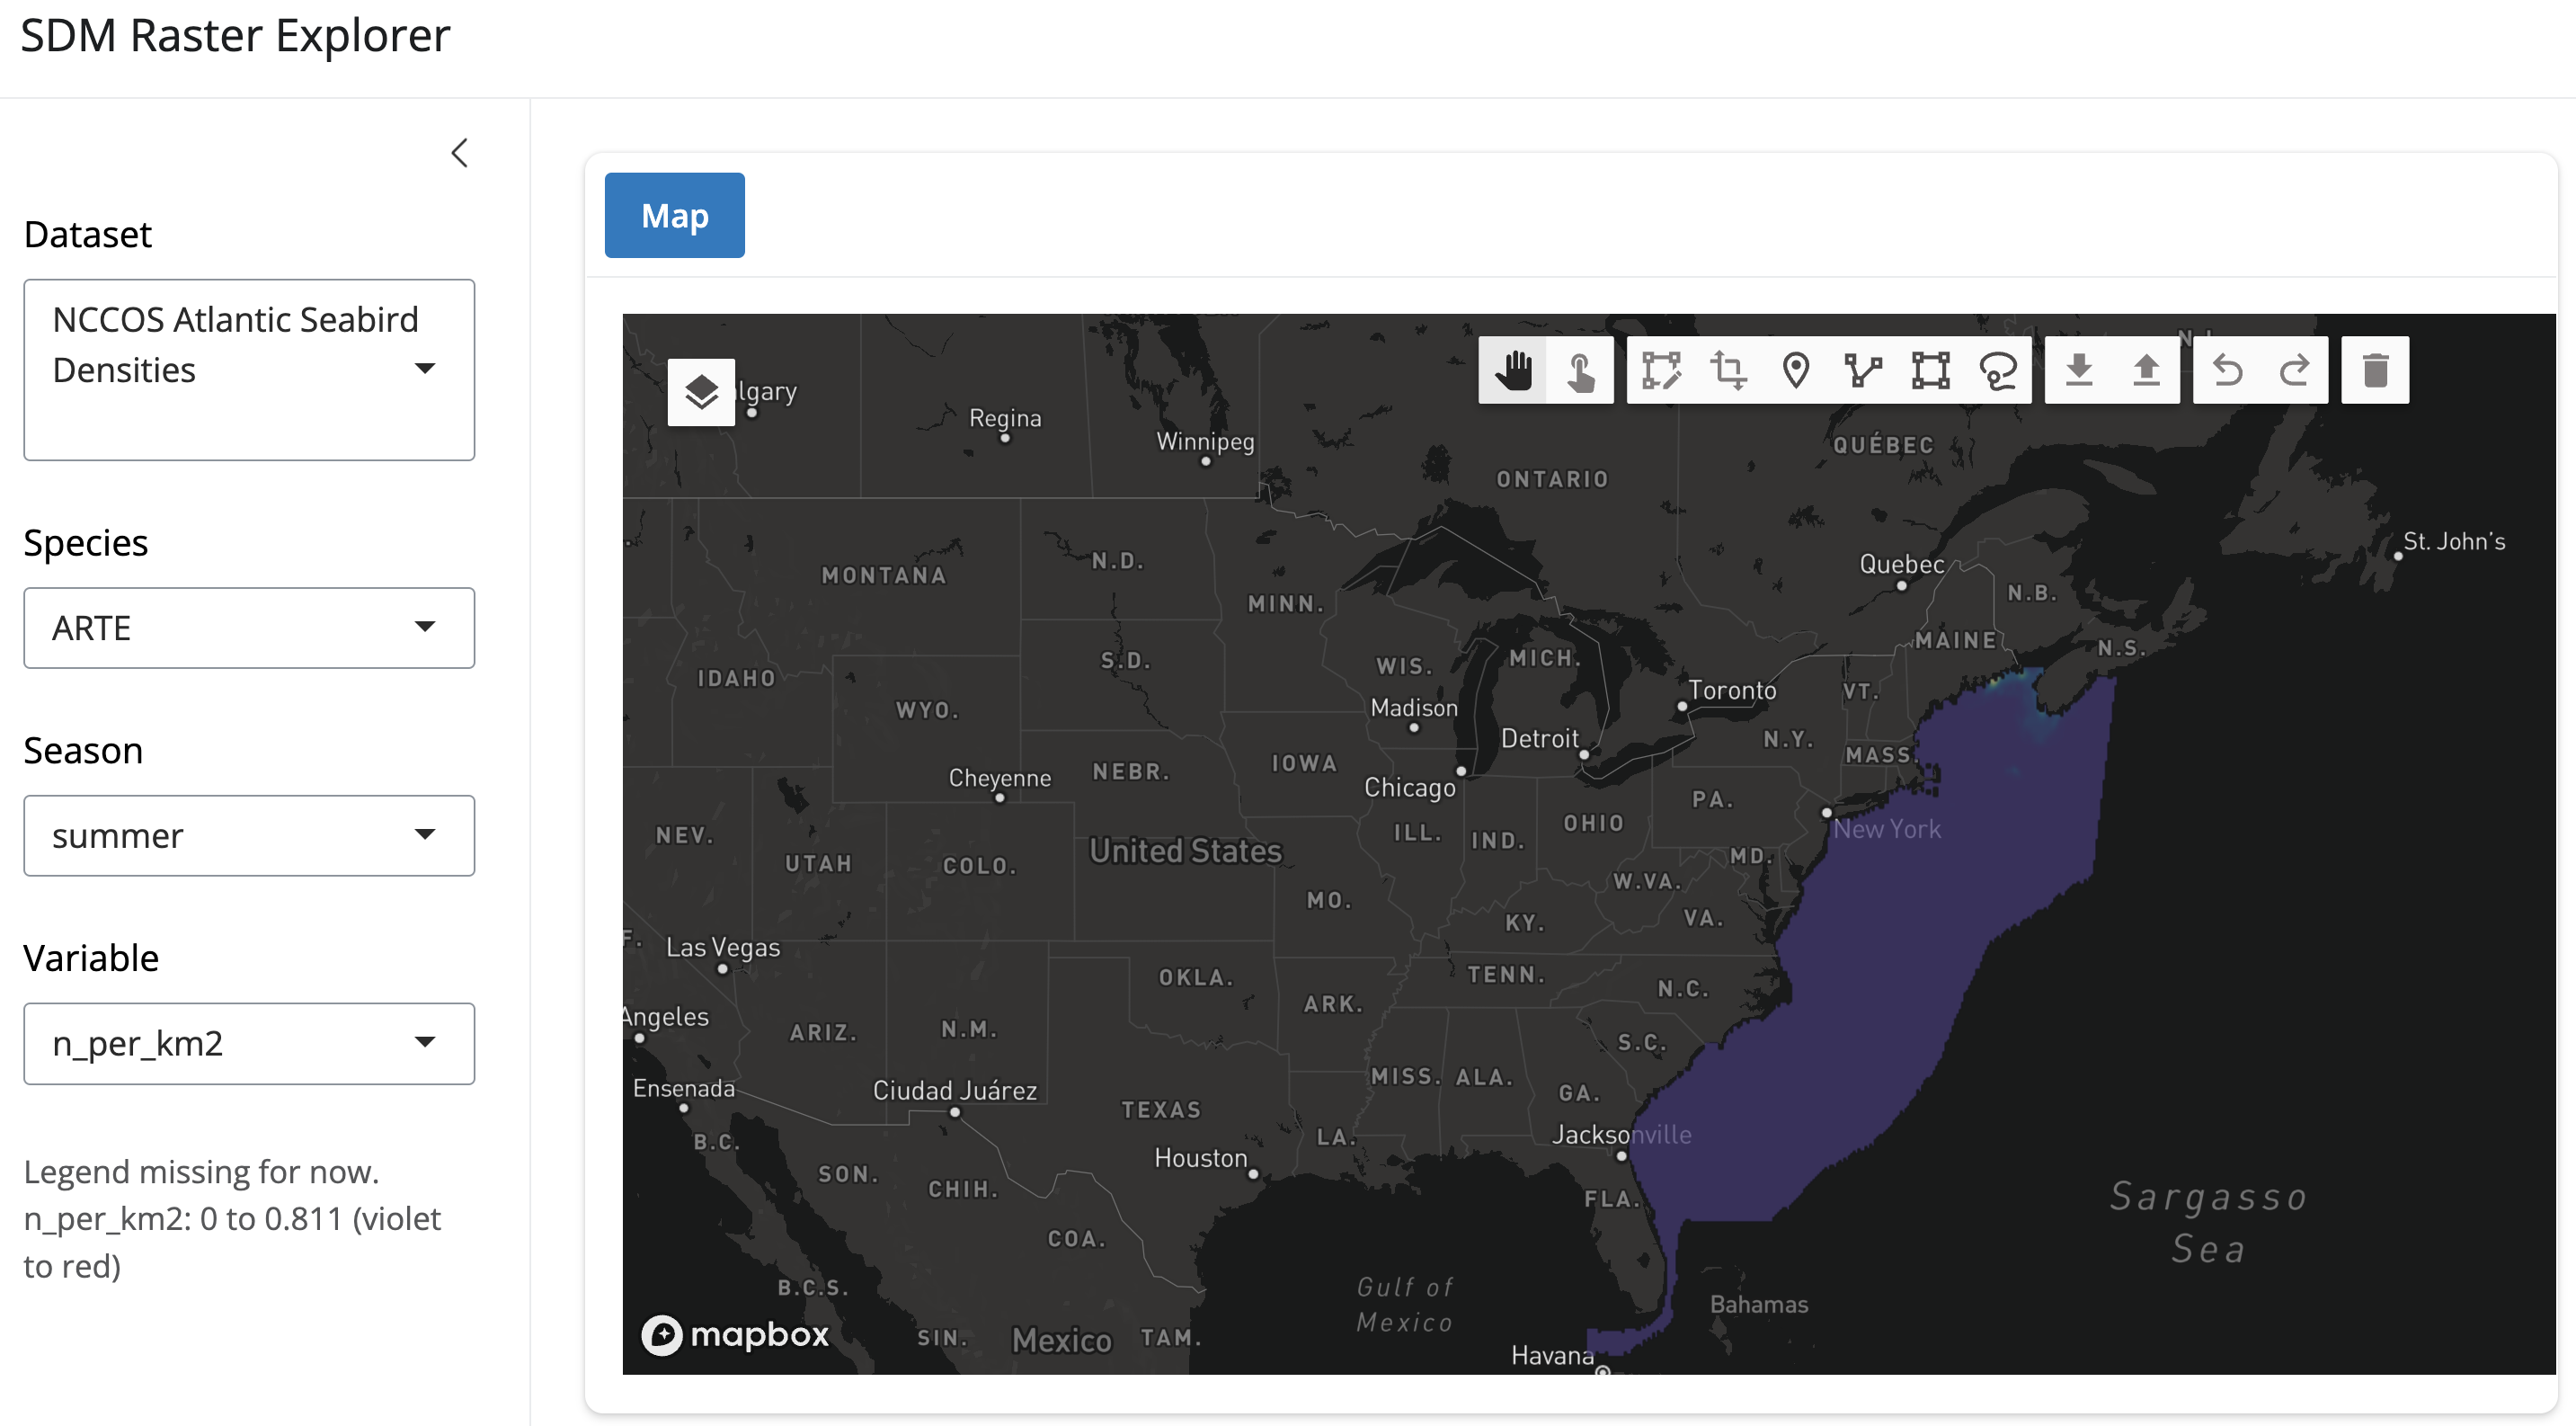 SDM Raster Explorer
Dataset
NCCOS Atlantic Seabird
Densities
Species
ARTE
Season
summer
Variable
n_per_km2
Legend missing for now.
n_per_km2: 0 to 0.811 (violet
to red)
Map
lgary
Regina
Winnipeg
ONTARIO
QUÉBEC
St. John's
Quebec
N.B.
MONTANA
N.D.
MINN.
MAINE
N.S.
IDAHO
S.D.
WIS.
MICH.
Toronto
VT.
WYO.
Madison
Detroit
N.Y.
MASS.
Cheyenne
NEBR.
IOWA
Chicago
PA.
New York
NEV.
UTAH
COLO.
United States
ILL.
IND.
OHIO
MD.
MO.
W.VA.
KY.
VA.
F.
Las Vegas
OKLA.
ARK.
TENN.
N.C.
Angeles
ARIZ.
N.M.
S.C.
Ensenada
Ciudad Juárez
TEXAS
MISS.
ALA.
GA.
B.C.
LA.
Jacksonville
SON.
CHIH.
Houston
FLA.
Sargasso
Sea
COA.
B.C.S.
Gulf of
Mexico
Bahamas
mapbox
SIN.
Mexico
TAM.
Havana